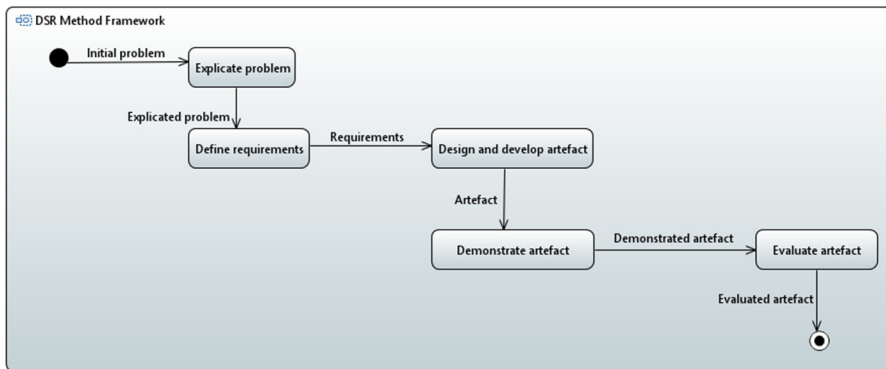 DSR Method Framework
Initial problem
Explicate problem
Explicated problem
Define requirements
Requirements
Design and develop artefact
Artefact
Demonstrate artefact
Demonstrated artefact
Evaluate artefact
Evaluated artefact